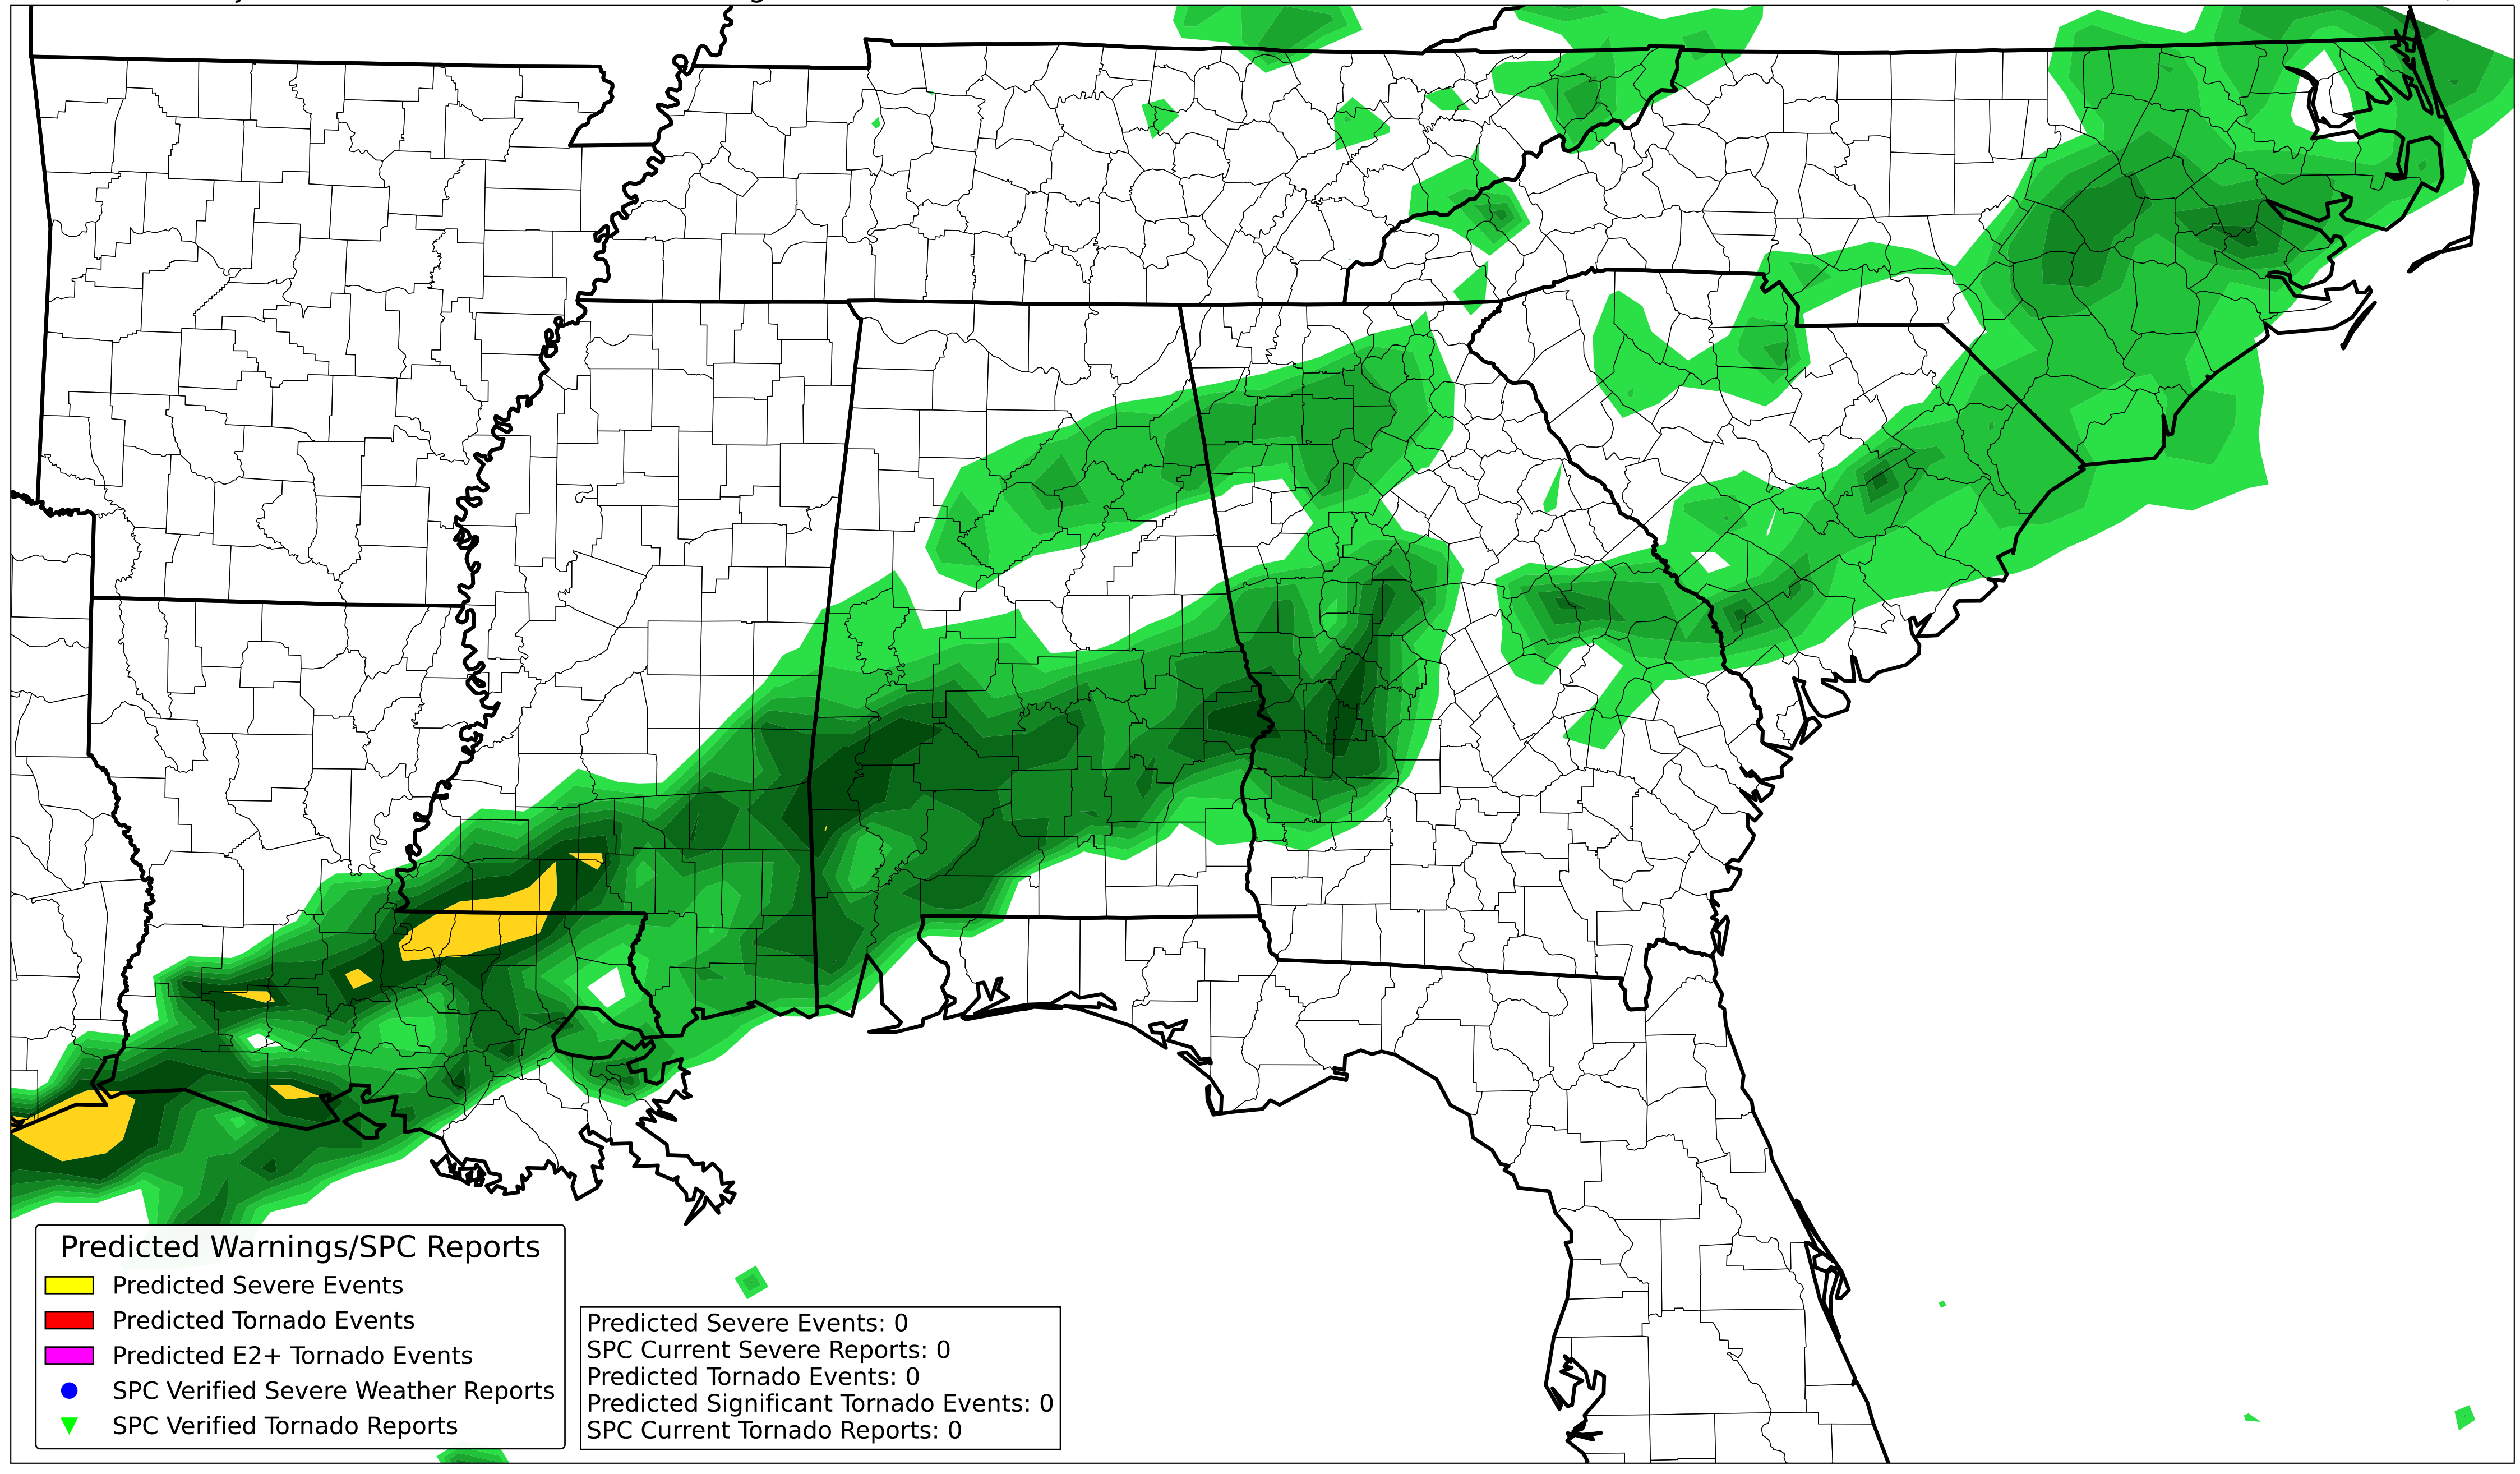 Predicted Warnings/SPC Reports
Predicted Severe Events
Predicted Tornado Events
Predicted E2+ Tornado Events
SPC Verified Severe Weather Reports
SPC Verified Tornado Reports
Predicted Severe Events: 0
SPC Current Severe Reports: 0
Predicted Tornado Events: 0
Predicted Significant Tornado Events: 0
SPC Current Tornado Reports: 0